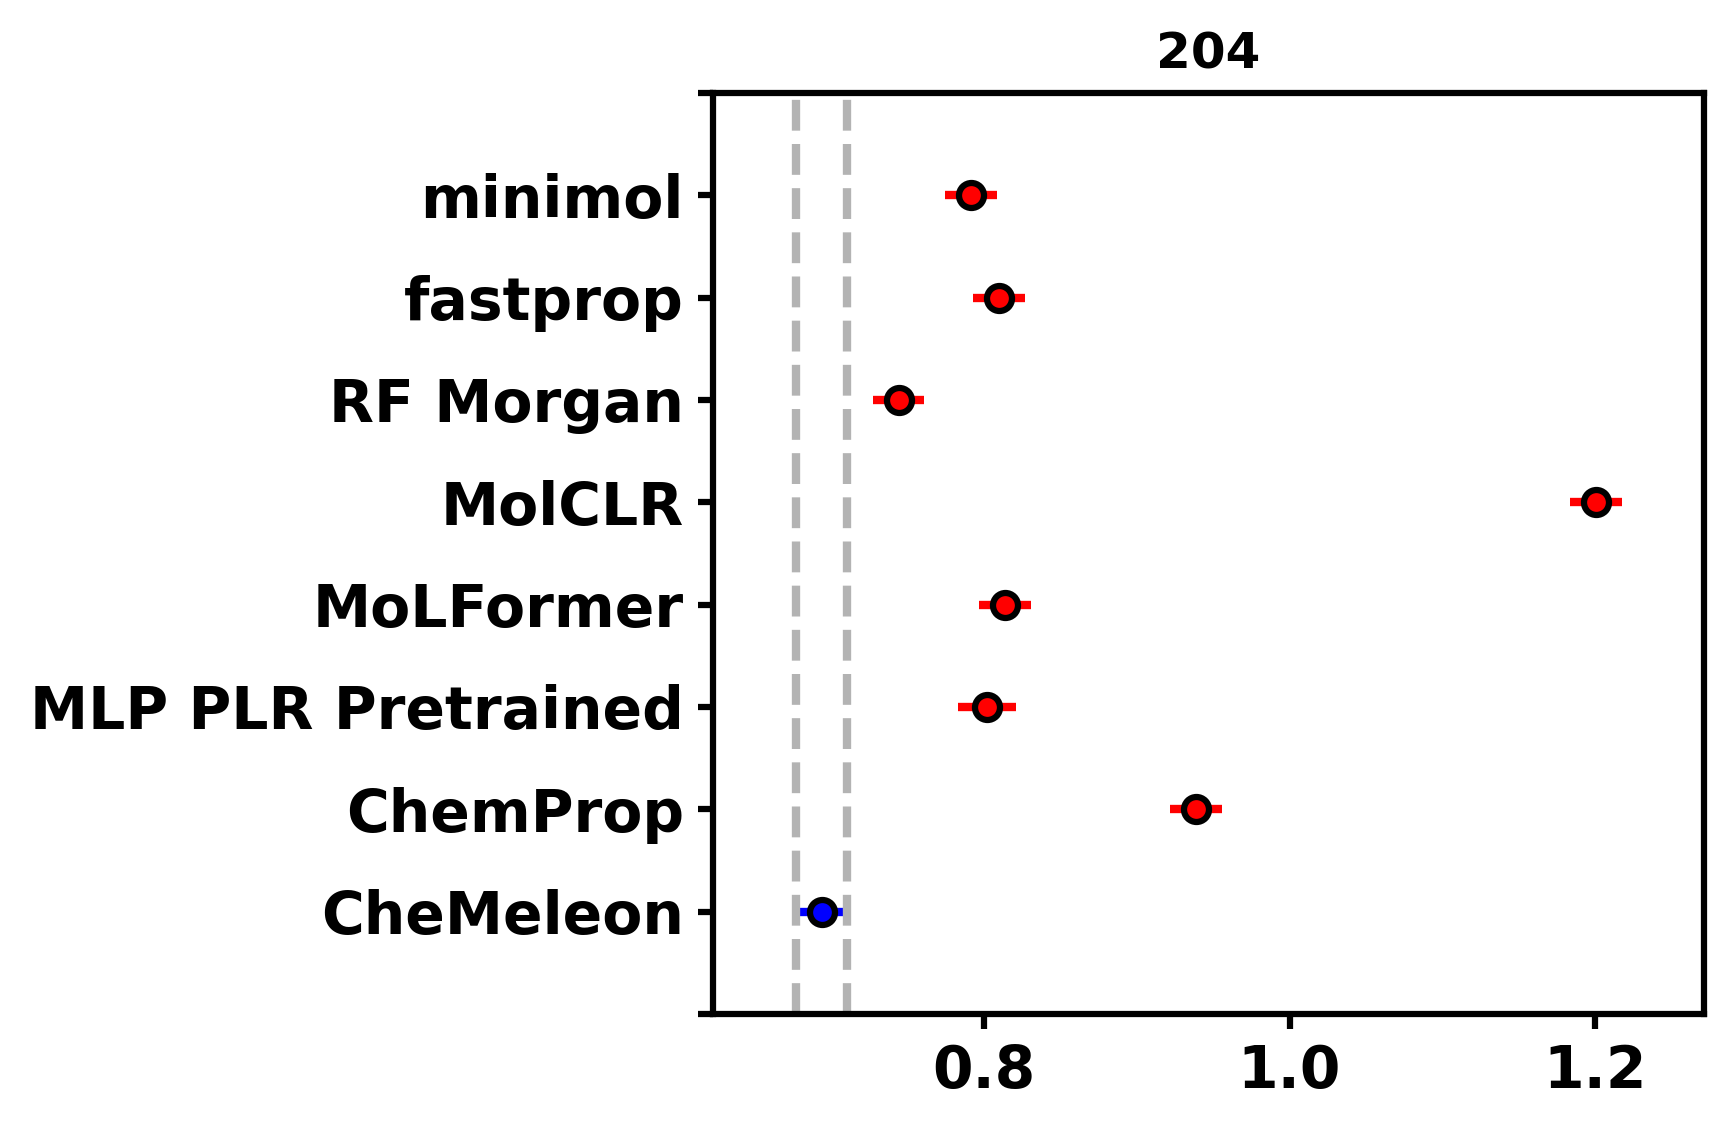 204
minimol
fastprop
RF Morgan
MolCLR
MoLFormer
MLP PLR Pretrained
ChemProp
CheMeleon
0.8 1.0 1.2